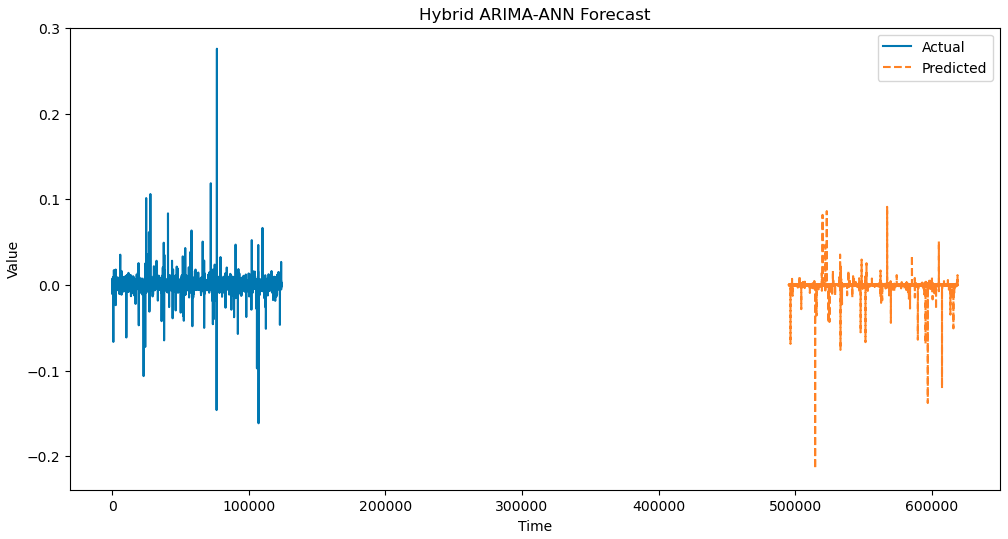 Hybrid ARIMA-ANN Forecast
Actual
Predicted
Value
0.3
0.2
0.1
0.0
−0.1
−0.2
0
100000
200000
300000
400000
500000
600000
Time